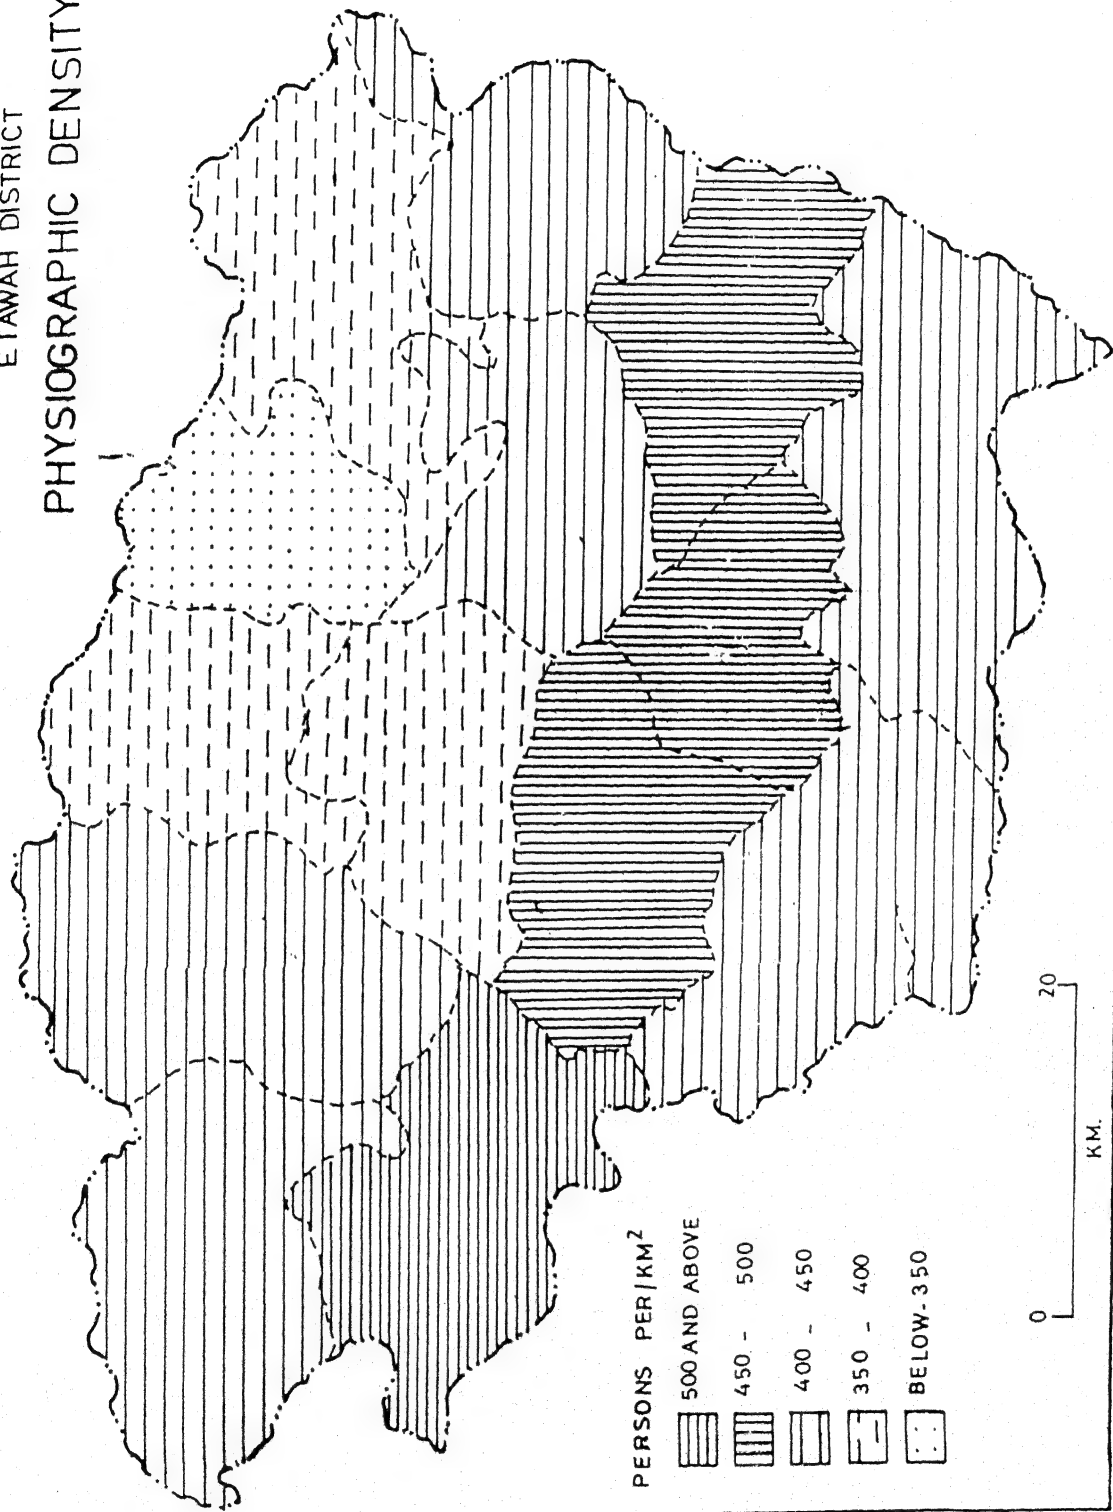 ETAWAH DISTRICT
PHYSIOGRAPHIC DENSITY
PERSONS PER/KM²
500 AND ABOVE
450 - 500
400 - 450
350 - 400
BELOW-350
0 20
KM.